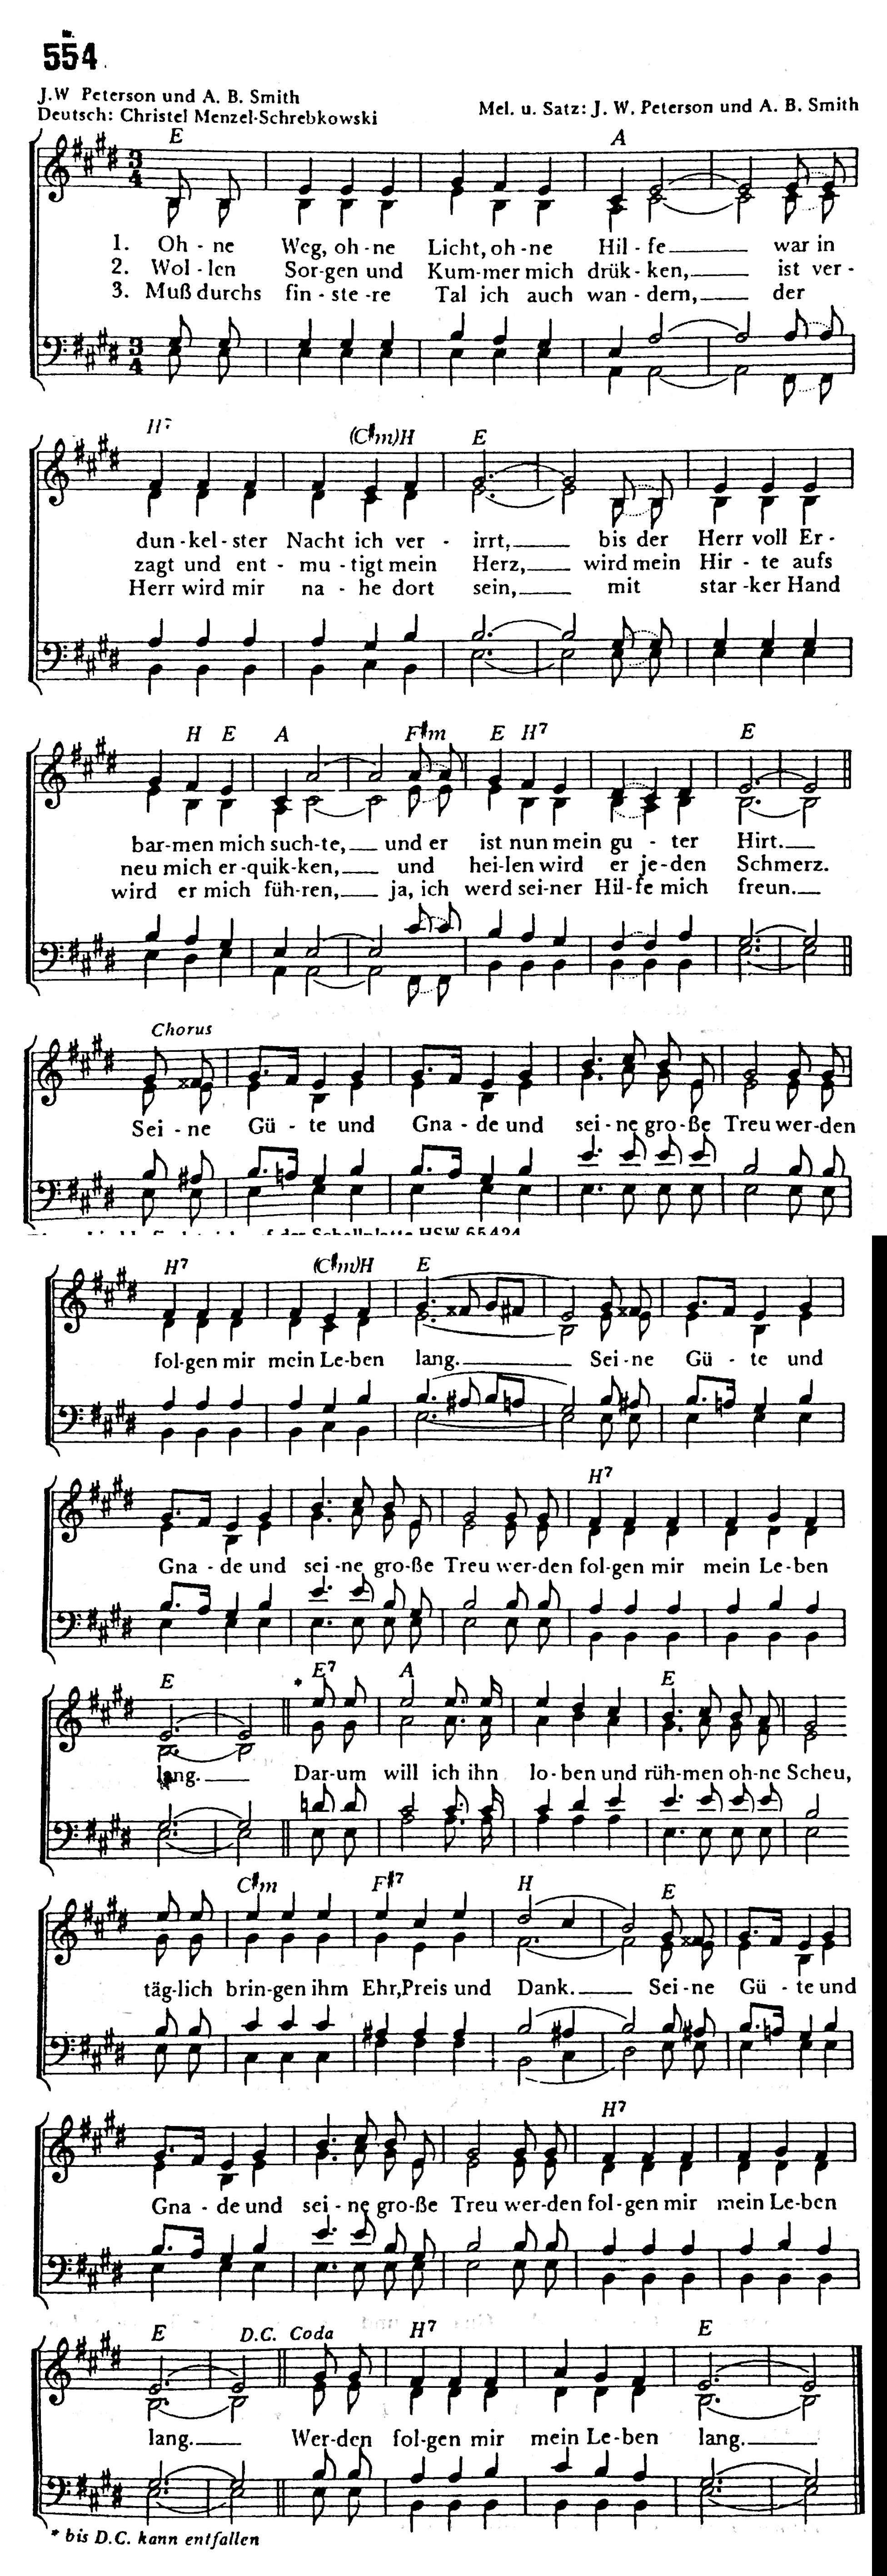 Nr.
554.
J.W Peterson und A. B. Smith
Deutsch: Christel Menzel-Schrebkowski
Mel. u. Satz: J. W. Peterson und A. B. Smith
E A
3 4
1. Oh - ne Weg, oh - ne Licht, oh - ne Hil - fe war in
2. Wol - len Sor-gen und Kum-mer mich drük - ken, ist ver -
3. Muß durchs fin - ste - re Tal ich auch wan - dern, der
3 4
H7 (C#m)H E
dun - kel - ster Nacht ich ver - irrt, bis der Herr voll Er -
zagt und ent - mu - tigt mein Herz, wird mein Hir - te aufs
Herr wird mir na - he dort sein, mit star - ker Hand
H E A F#m E H7 E
bar-men mich such-te, und er ist nun mein gu - ter Hirt.
neu mich er-quik-ken, und hei-len wird er je-den Schmerz.
wird er mich füh-ren, ja, ich werd sei-ner Hil-fe mich freun.
Chorus
Sei - ne Gü - te und Gna - de und sei - ne gro-ße Treu wer-den
Schallplatte HSW 65424
H7 (C#m)H E
fol-gen mir mein Le-ben lang. Sei - ne Gü - te und
H7
Gna - de und sei - ne gro-ße Treu wer-den fol-gen mir mein Le-ben
E * E7 A E
lang. Dar-um will ich ihn lo-ben und rüh-men oh-ne Scheu,
C#m F#7 H E
täg-lich brin-gen ihm Ehr,Preis und Dank. Sei - ne Gü - te und
H7
Gna - de und sei - ne gro-ße Treu wer-den fol-gen mir mein Le-ben
E D.C. Coda H7 E
lang. Wer-den fol-gen mir mein Le-ben lang.
* bis D.C. kann entfallen